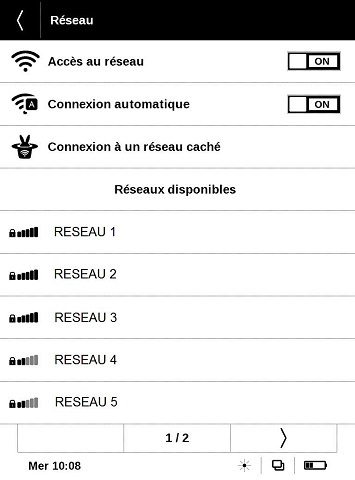 Réseau
Accès au réseau
ON
A
Connexion automatique
ON
Connexion à un réseau caché
Réseaux disponibles
RESEAU 1
RESEAU 2
RESEAU 3
RESEAU 4
RESEAU 5
1 / 2
Mer 10:08